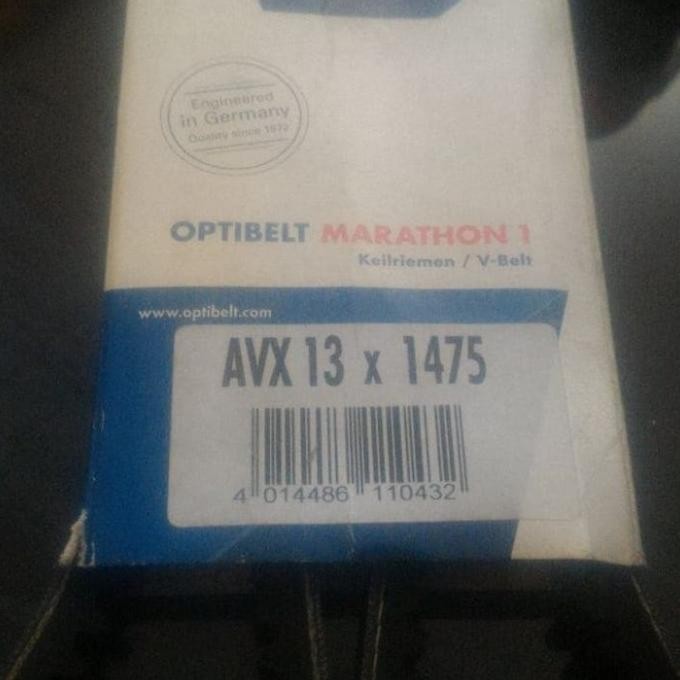 Engineered
in Germany
Quality since 1872
OPTIBELT MARATHON 1
Keilriemen / V-Belt
www.optibelt.com
AVX 13 x 1475
4 014486 110432